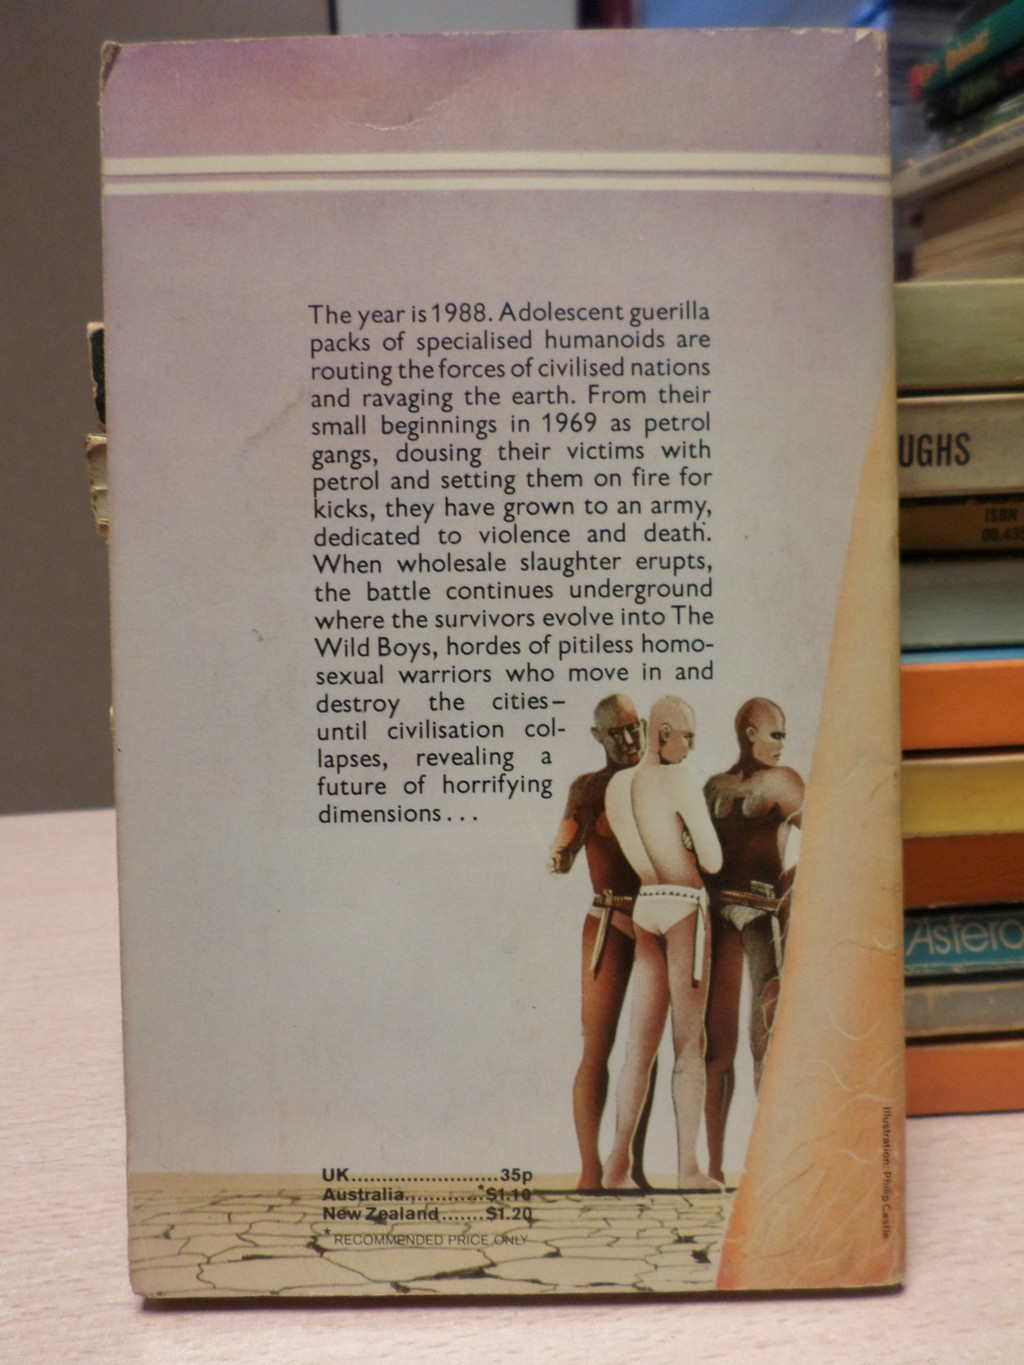 The year is 1988. Adolescent guerilla
packs of specialised humanoids are
routing the forces of civilised nations
and ravaging the earth. From their
small beginnings in 1969 as petrol
gangs, dousing their victims with
petrol and setting them on fire for
kicks, they have grown to an army,
dedicated to violence and death.
When wholesale slaughter erupts,
the battle continues underground
where the survivors evolve into The
Wild Boys, hordes of pitiless homo-
sexual warriors who move in and
destroy the cities–
until civilisation col-
lapses, revealing a
future of horrifying
dimensions...
UK........................35p
Australia............*$1.10
New Zealand.......$1.20
*RECOMMENDED PRICE ONLY
Illustration: Philip Castle
UGHS
ISBN
00.435
Astero